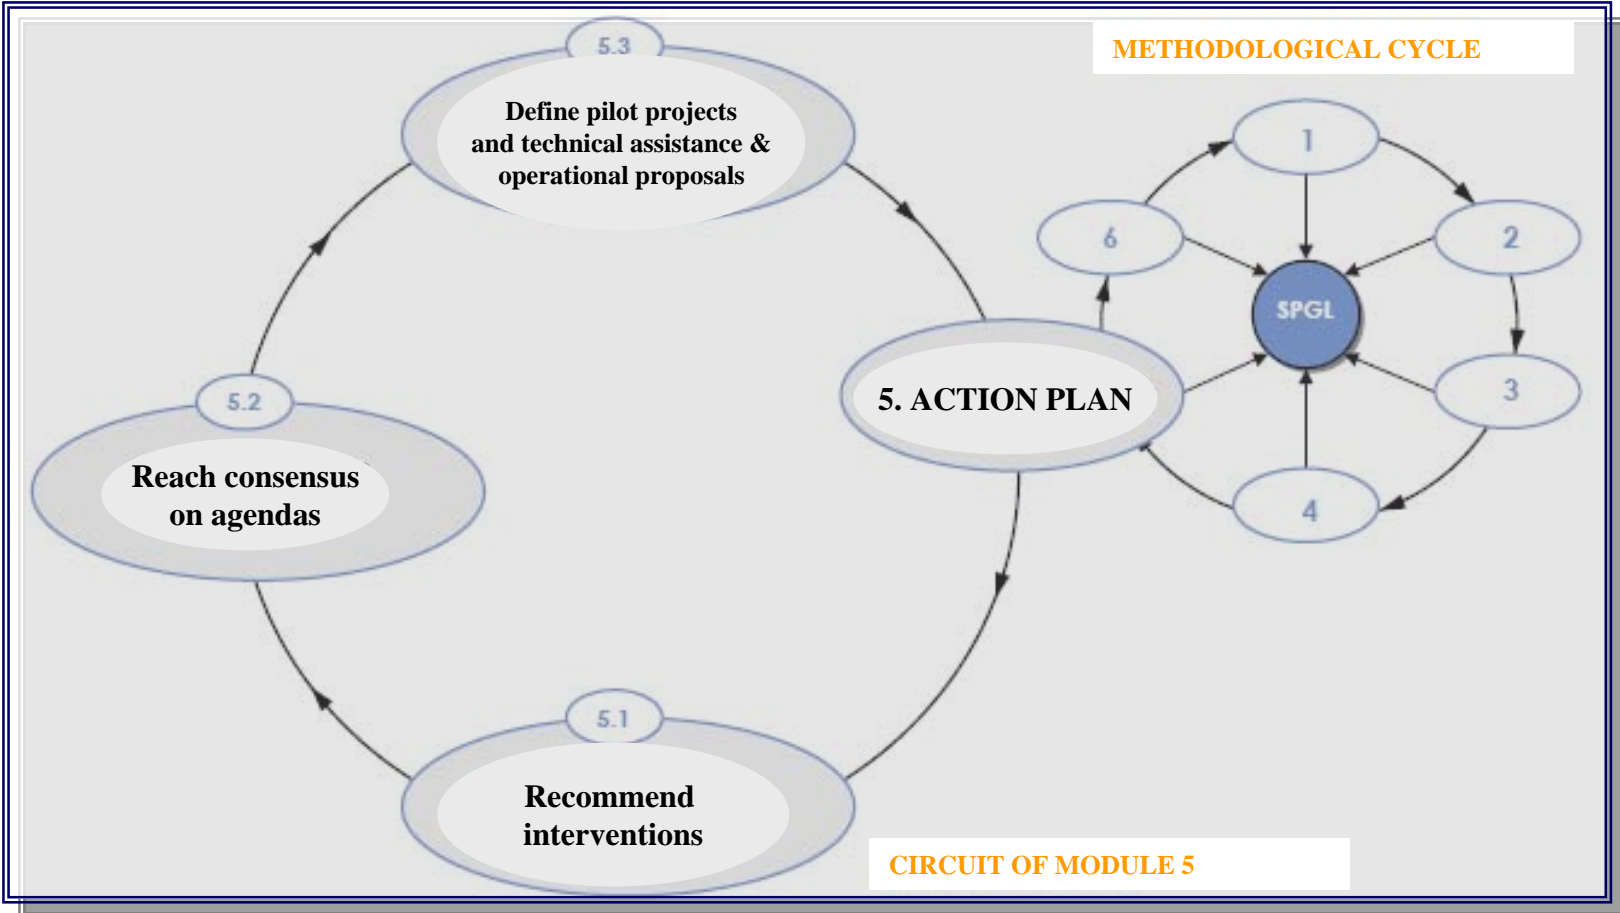 METHODOLOGICAL CYCLE
5.3
Define pilot projects
and technical assistance &
operational proposals
1
6
2
SPGL
5. ACTION PLAN
3
4
5.2
Reach consensus
on agendas
5.1
Recommend
interventions
CIRCUIT OF MODULE 5